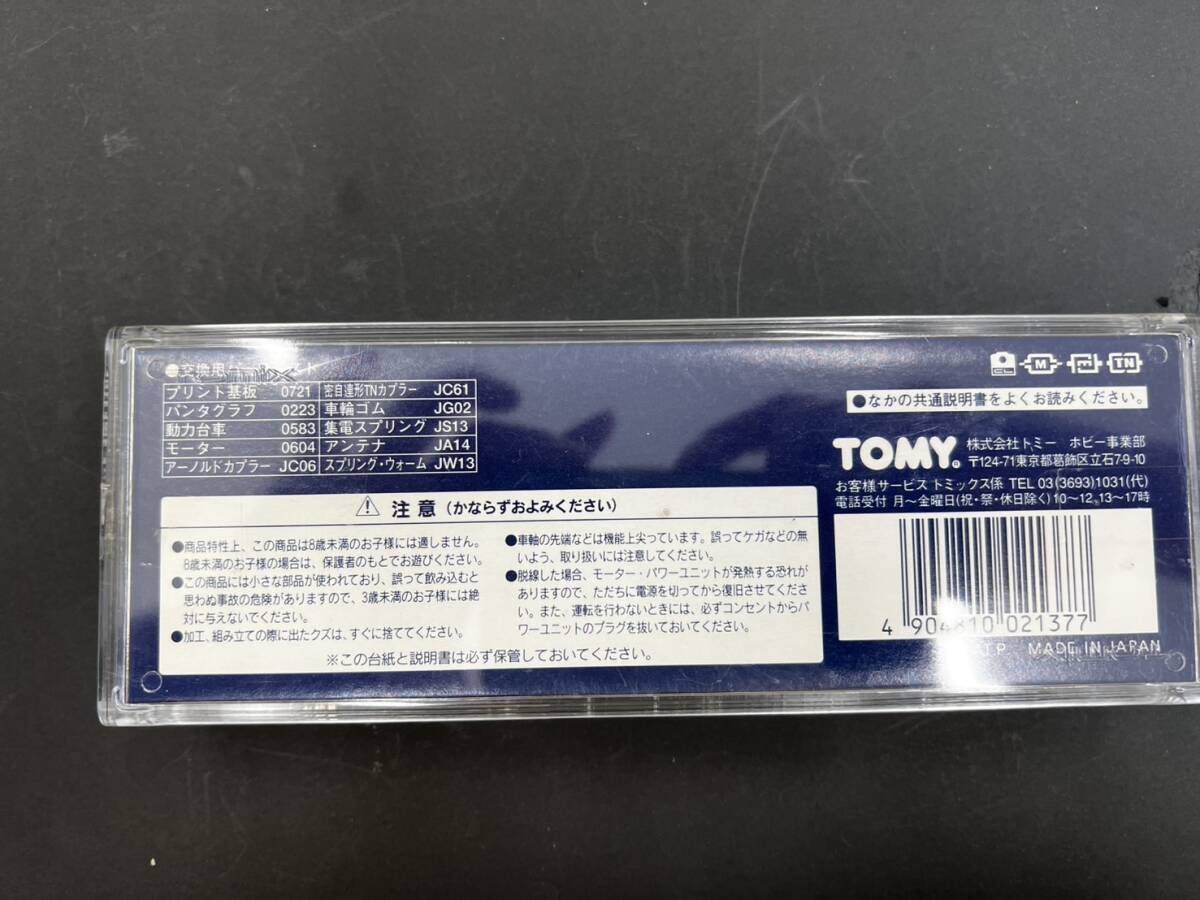 ●交換用
プリント基板 0721 密自連形TNカプラー JC61
パンタグラフ 0223 車輪ゴム JG02
動力台車 0583 集電スプリング JS13
モーター 0604 アンテナ JA14
アーノルドカプラー JC06 スプリング・ウォーム JW13
CL M TN
●なかの共通説明書をよくお読みください。
TOMY® 株式会社トミー ホビー事業部
〒124-71東京都葛飾区立石7-9-10
お客様サービス トミックス係 TEL 03(3693)1031(代)
電話受付 月～金曜日(祝・祭・休日除く)10～12、13～17時
注意(かならずおよみください)
●商品特性上、この商品は8歳未満のお子様には適しません。
8歳未満のお子様の場合は、保護者のもとでお遊びください。
●この商品には小さな部品が使われており、誤って飲み込むと
思わぬ事故の危険がありますので、3歳未満のお子様には絶
対に与えないでください。
●加工、組み立ての際に出たクズは、すぐに捨ててください。
●車軸の先端などは機能上尖っています。誤ってケガなどの無
いよう、取り扱いには注意してください。
●脱線した場合、モーター・パワーユニットが発熱する恐れが
ありますので、ただちに電源を切ってから復旧させてくださ
い。また、運転を行わないときには、必ずコンセントからパ
ワーユニットのプラグを抜いておいてください。
※この台紙と説明書は必ず保管しておいてください。
4 904810 021377
T.P MADE IN JAPAN